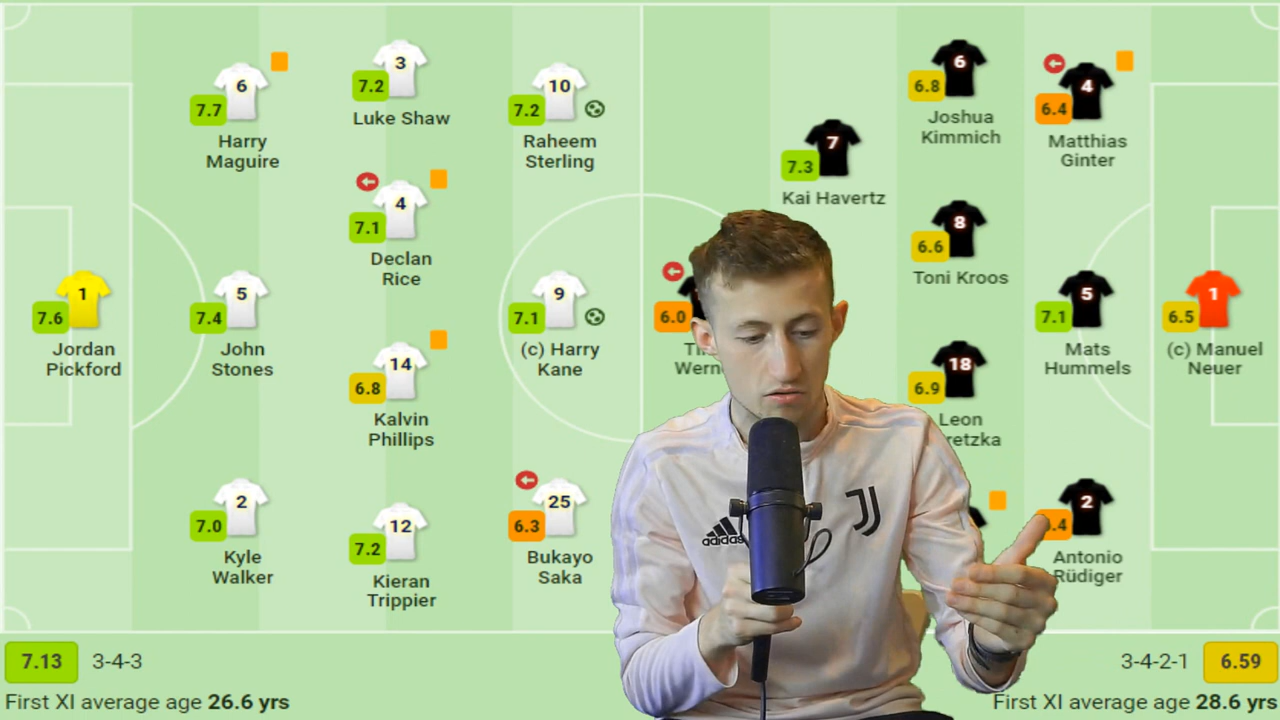 6
7.7
Harry
Maguire
3
7.2
Luke Shaw
10
7.2
Raheem
Sterling
4
7.1
Declan
Rice
1
7.6
Jordan
Pickford
5
7.4
John
Stones
9
7.1
(c) Harry
Kane
14
6.8
Kalvin
Phillips
2
7.0
Kyle
Walker
12
7.2
Kieran
Trippier
25
6.3
Bukayo
Saka
7
7.3
Kai Havertz
6
6.8
Joshua
Kimmich
4
6.4
Matthias
Ginter
8
6.6
Toni Kroos
6.0
5
7.1
Mats
Hummels
1
6.5
(c) Manuel
Neuer
18
6.9
Leon
2
.4
Antonio
Rüdiger
adidas
7.13 3-4-3
3-4-2-1 6.59
First XI average age 26.6 yrs
First XI average age 28.6 yrs